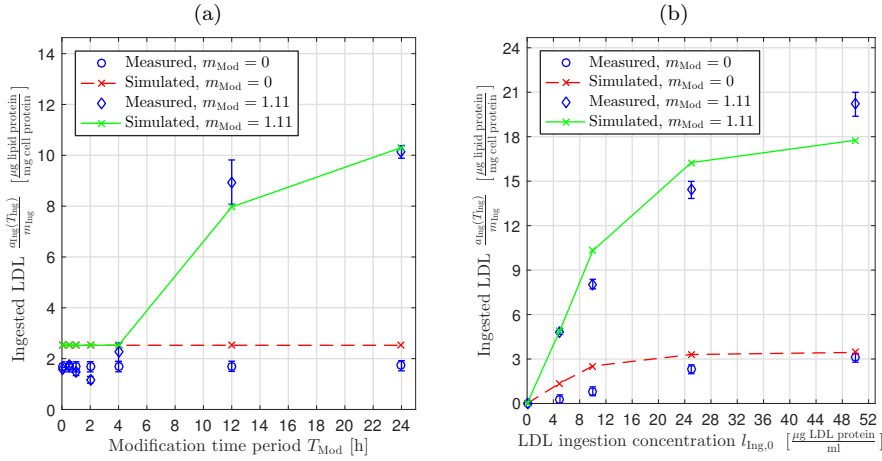 (a)
Measured, m_Mod = 0
Simulated, m_Mod = 0
Measured, m_Mod = 1.11
Simulated, m_Mod = 1.11
14
12
10
8
6
4
2
0
0 2 4 6 8 10 12 14 16 18 20 22 24
Modification time period T_Mod [h]
Ingested LDL a_Ing(T_Ing)/m_Ing [μg lipid protein/mg cell protein]
(b)
Measured, m_Mod = 0
Simulated, m_Mod = 0
Measured, m_Mod = 1.11
Simulated, m_Mod = 1.11
24
21
18
15
12
9
6
3
0
0 4 8 12 16 20 24 28 32 36 40 44 48 52
LDL ingestion concentration l_Ing,0 [μg LDL protein/ml]
Ingested LDL a_Ing(T_Ing)/m_Ing [μg lipid protein/mg cell protein]